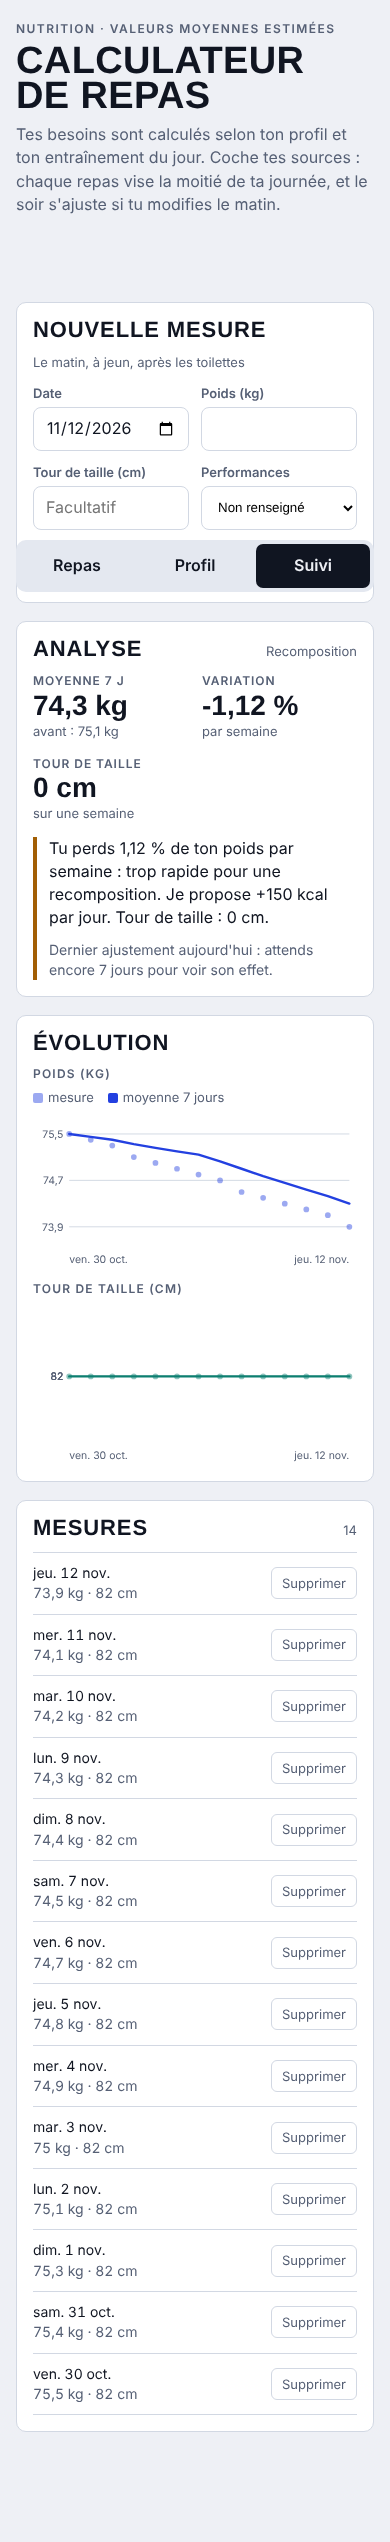 NUTRITION · VALEURS MOYENNES ESTIMÉES
CALCULATEUR
DE REPAS
Tes besoins sont calculés selon ton profil et
ton entraînement du jour. Coche tes sources :
chaque repas vise la moitié de ta journée, et le
soir s'ajuste si tu modifies le matin.
NOUVELLE MESURE
Le matin, à jeun, après les toilettes
Date
Poids (kg)
11/12/2026
Tour de taille (cm)
Performances
Facultatif
Non renseigné
Repas
Profil
Suivi
ANALYSE
Recomposition
MOYENNE 7 J
VARIATION
74,3 kg
-1,12 %
avant : 75,1 kg
par semaine
TOUR DE TAILLE
0 cm
sur une semaine
Tu perds 1,12 % de ton poids par
semaine : trop rapide pour une
recomposition. Je propose +150 kcal
par jour. Tour de taille : 0 cm.
Dernier ajustement aujourd'hui : attends
encore 7 jours pour voir son effet.
ÉVOLUTION
POIDS (KG)
mesure
moyenne 7 jours
75,5
74,7
73,9
ven. 30 oct.
jeu. 12 nov.
TOUR DE TAILLE (CM)
82
ven. 30 oct.
jeu. 12 nov.
MESURES
14
jeu. 12 nov.
73,9 kg · 82 cm
Supprimer
mer. 11 nov.
74,1 kg · 82 cm
Supprimer
mar. 10 nov.
74,2 kg · 82 cm
Supprimer
lun. 9 nov.
74,3 kg · 82 cm
Supprimer
dim. 8 nov.
74,4 kg · 82 cm
Supprimer
sam. 7 nov.
74,5 kg · 82 cm
Supprimer
ven. 6 nov.
74,7 kg · 82 cm
Supprimer
jeu. 5 nov.
74,8 kg · 82 cm
Supprimer
mer. 4 nov.
74,9 kg · 82 cm
Supprimer
mar. 3 nov.
75 kg · 82 cm
Supprimer
lun. 2 nov.
75,1 kg · 82 cm
Supprimer
dim. 1 nov.
75,3 kg · 82 cm
Supprimer
sam. 31 oct.
75,4 kg · 82 cm
Supprimer
ven. 30 oct.
75,5 kg · 82 cm
Supprimer